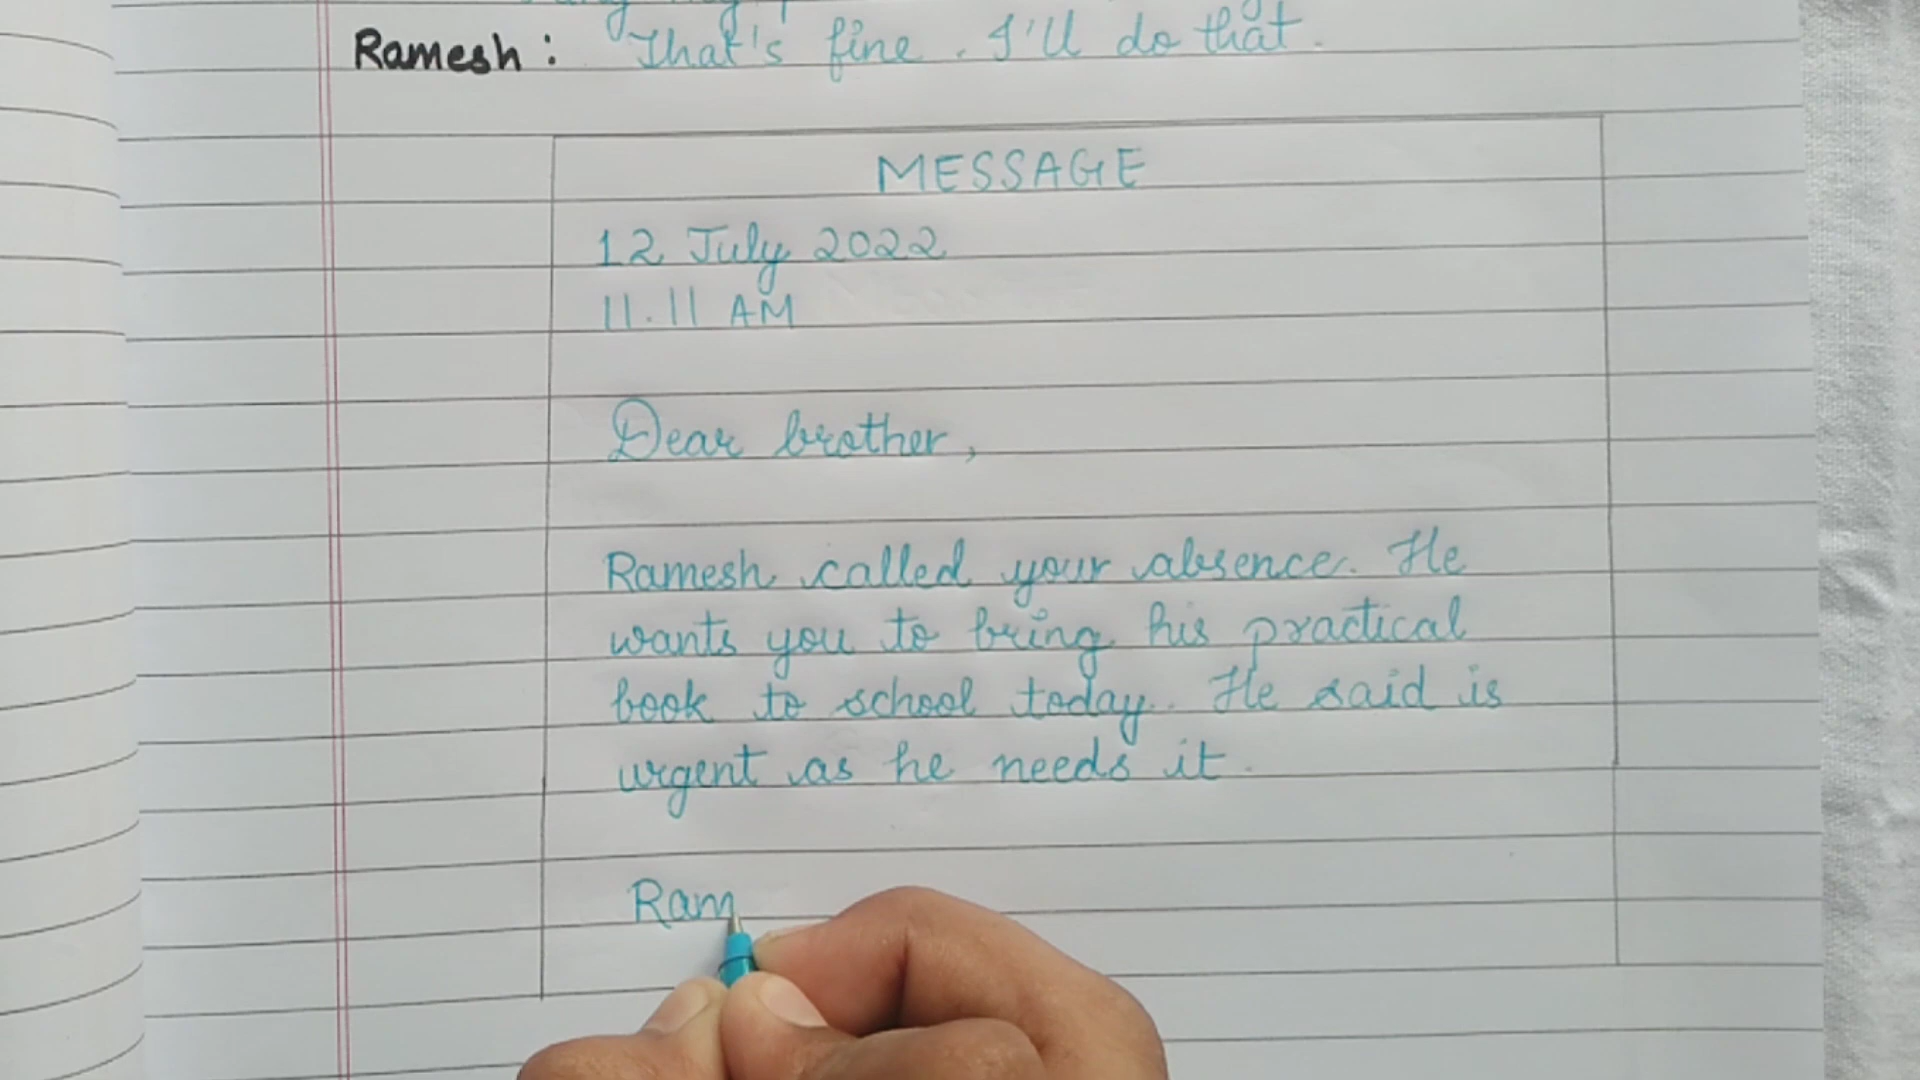 Ramesh: That's fine. I'll do that.
MESSAGE
12 July 2022
11.11 AM
Dear brother,
Ramesh called your absence. He
wants you to bring his practical
book to school today. He said is
urgent as he needs it.
Ram